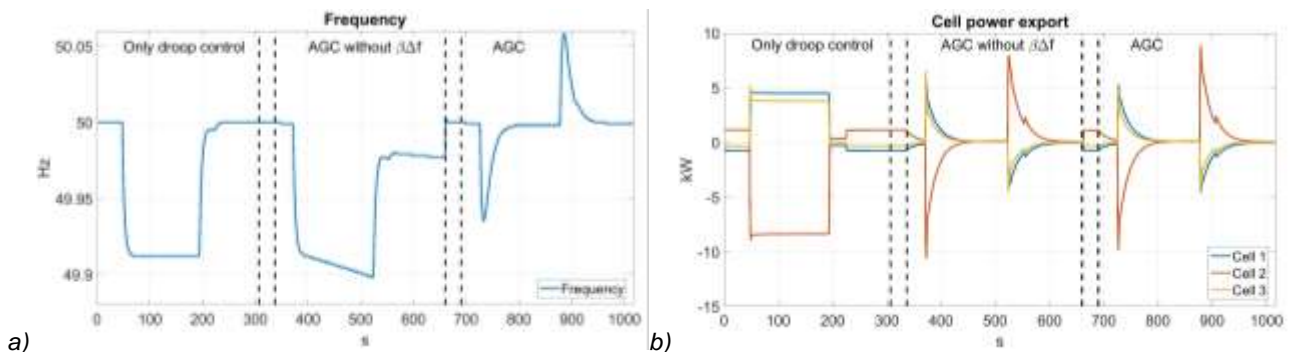 Frequency
Only droop control
AGC without βΔf
AGC
50.05
50
49.95
49.9
Hz
0 100 200 300 400 500 600 700 800 900 1000
s
Frequency
a)
Cell power export
Only droop control
AGC without βΔf
AGC
10
5
0
-5
-10
-15
kW
0 100 200 300 400 500 600 700 800 900 1000
s
Cell 1
Cell 2
Cell 3
b)